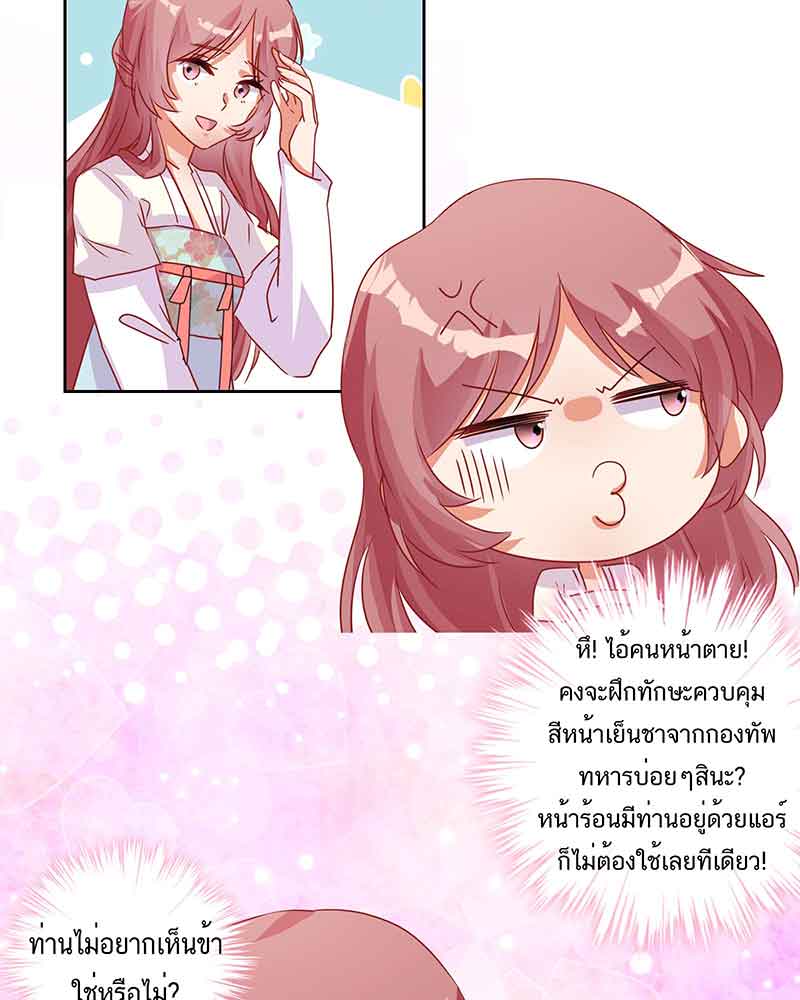 หึ! ไอ้คนหน้าตาย!
คงจะฝึกทักษะควบคุม
สีหน้าเย็นชาจากกองทัพ
ทหารบ่อยๆสินะ?
หน้าร้อนมีท่านอยู่ด้วยแอร์
ก็ไม่ต้องใช้เลยทีเดียว!
ท่านไม่อยากเห็นข้า
ใช่หรือไม่?